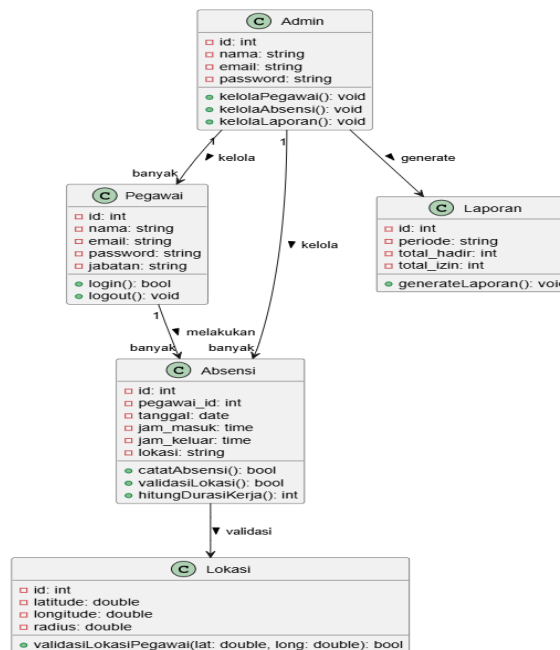 C Admin
id: int
nama: string
email: string
password: string
kelolaPegawai(): void
kelolaAbsensi(): void
kelolaLaporan(): void
1
1
kelola
generate
banyak
C Pegawai
id: int
nama: string
email: string
password: string
jabatan: string
login(): bool
logout(): void
C Laporan
id: int
periode: string
total_hadir: int
total_izin: int
generateLaporan(): void
kelola
1
melakukan
banyak
banyak
C Absensi
id: int
pegawai_id: int
tanggal: date
jam_masuk: time
jam_keluar: time
lokasi: string
catatAbsensi(): bool
validasiLokasi(): bool
hitungDurasiKerja(): int
validasi
C Lokasi
id: int
latitude: double
longitude: double
radius: double
validasiLokasiPegawai(lat: double, long: double): bool